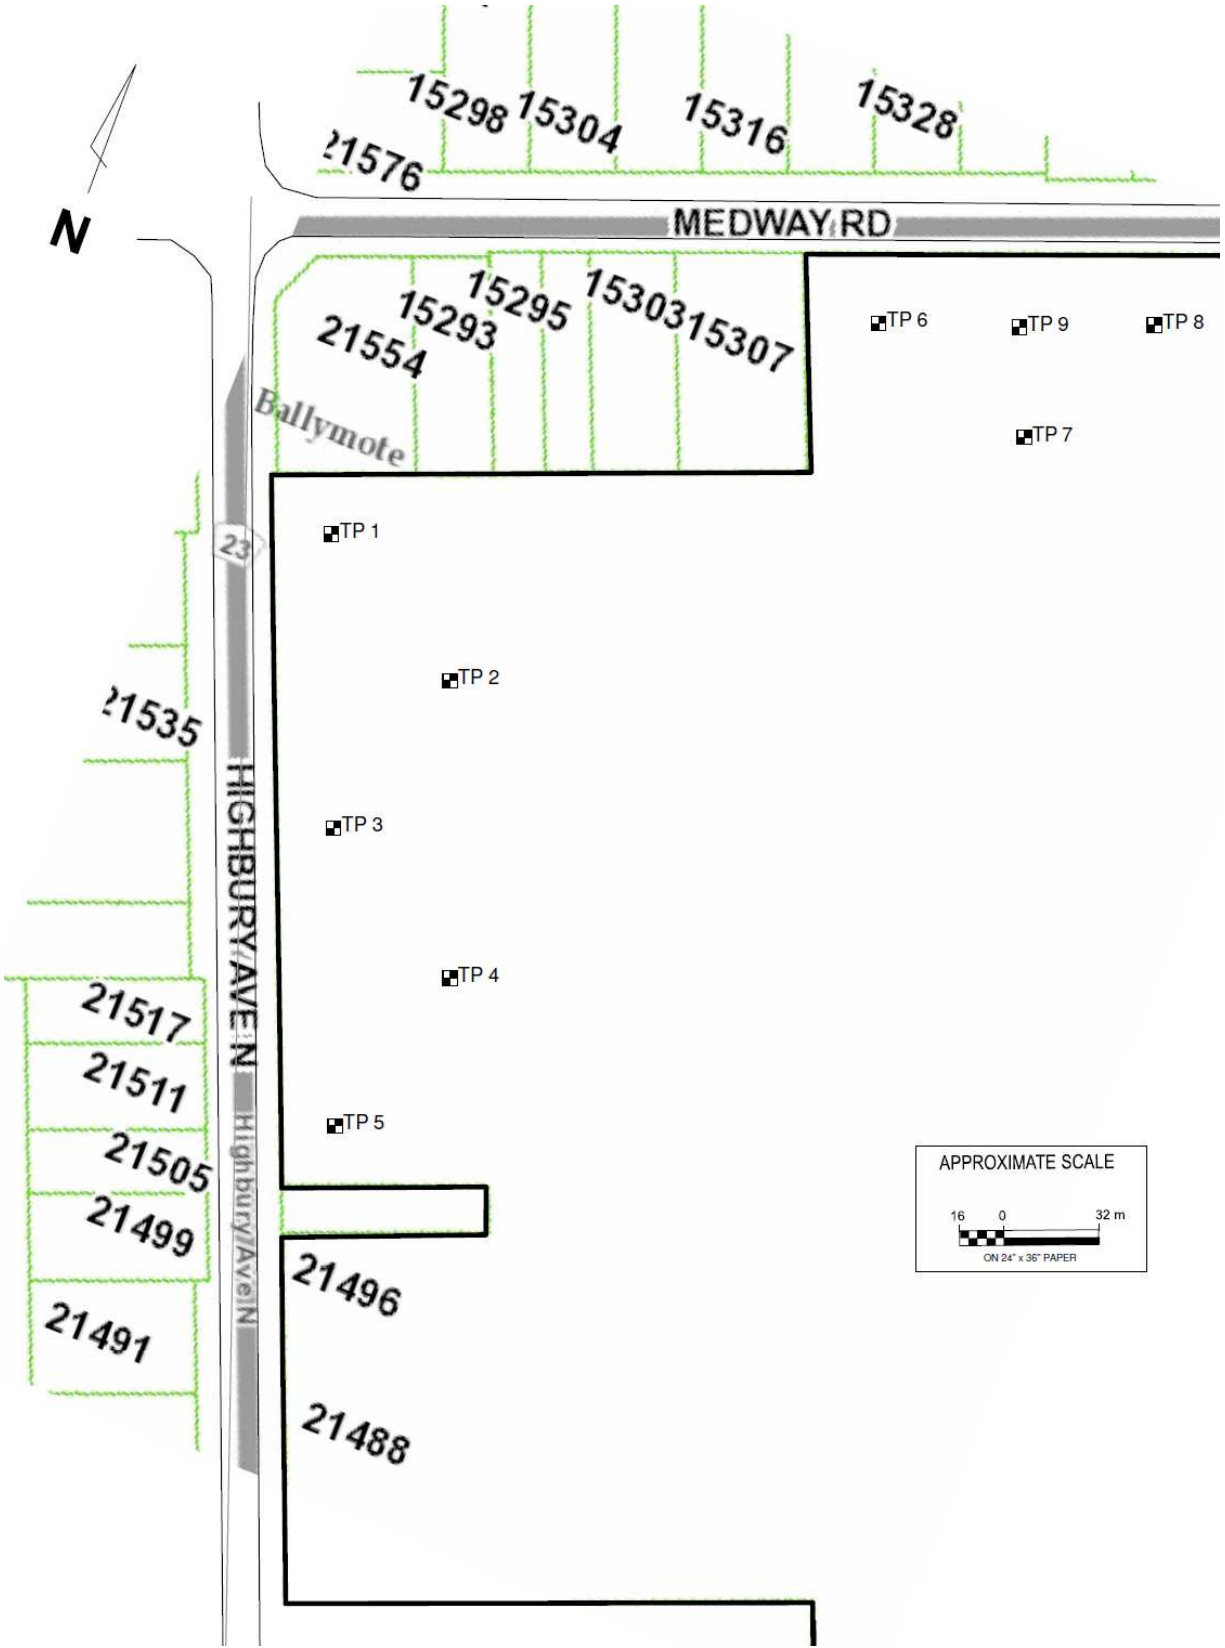 15298
15304
15316
15328
21576
N
MEDWAY RD
15293
15295
15303
15307
21554
TP 6
TP 9
TP 8
Ballymote
TP 7
TP 1
23
TP 2
21535
HIGHBURY AVE N
TP 3
TP 4
21517
21511
TP 5
Highbury Ave N
21505
21499
APPROXIMATE SCALE
16 0 32 m
ON 24" x 36" PAPER
21496
21491
21488